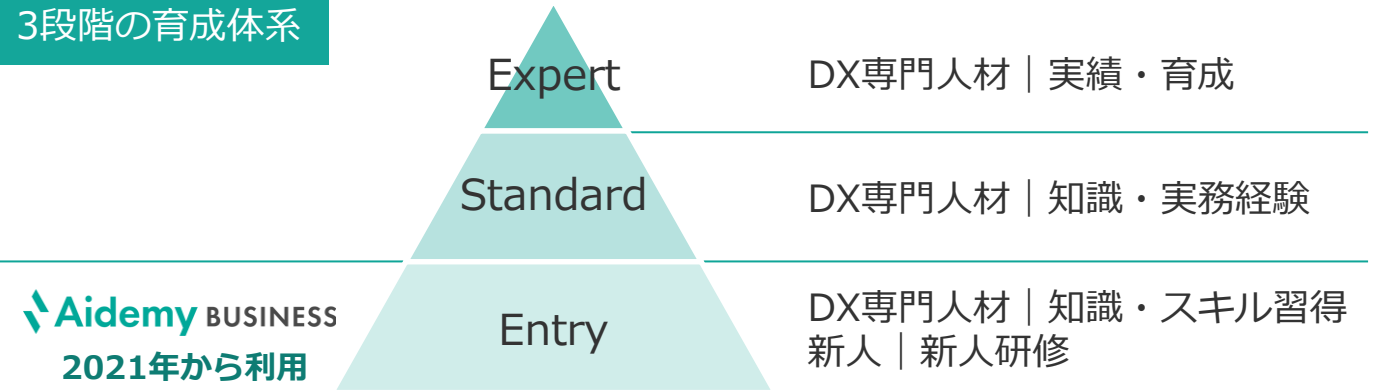 3段階の育成体系
Expert
DX専門人材｜実績・育成
Standard
DX専門人材｜知識・実務経験
Aidemy BUSINESS
2021年から利用
Entry
DX専門人材｜知識・スキル習得
新人｜新人研修